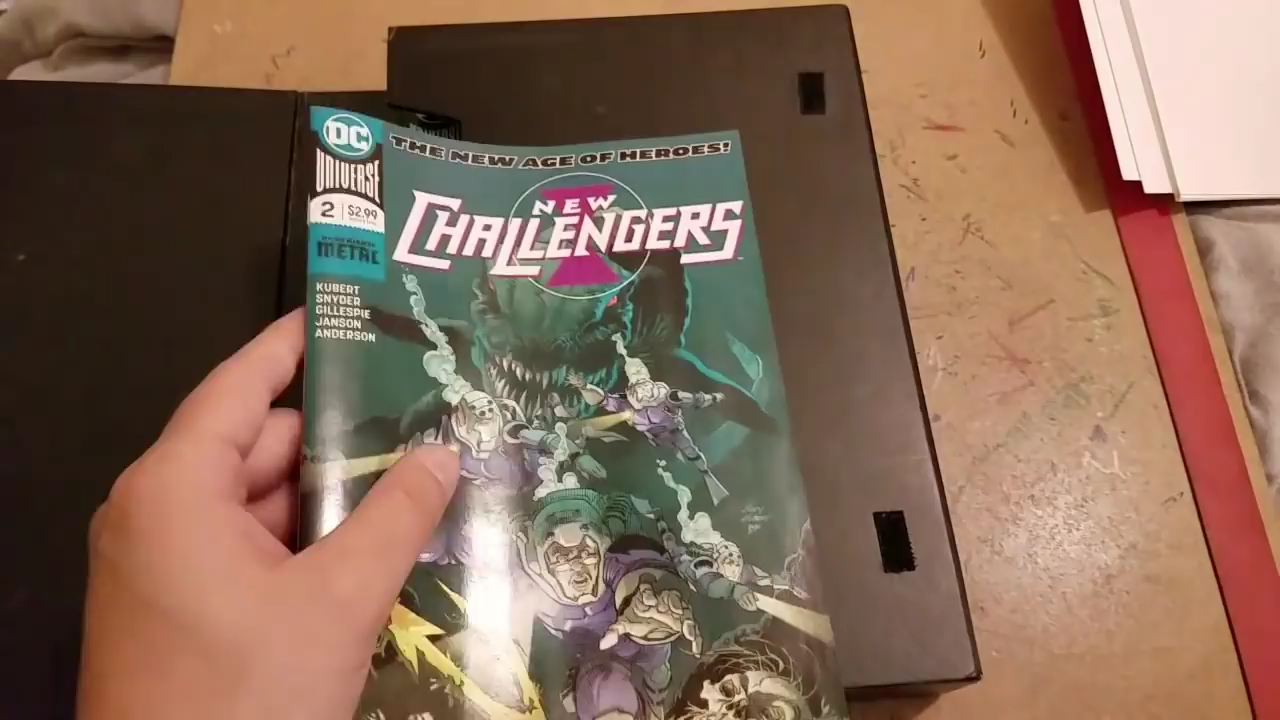 DC
UNIVERSE
2 $2.99
METAL
KUBERT
SNYDER
GILLESPIE
JANSON
ANDERSON
THE NEW AGE OF HEROES!
NEW
CHALLENGERS